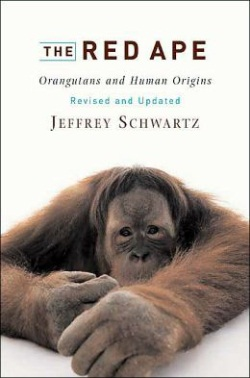 THE RED APE
Orangutans and Human Origins
Revised and Updated
JEFFREY SCHWARTZ